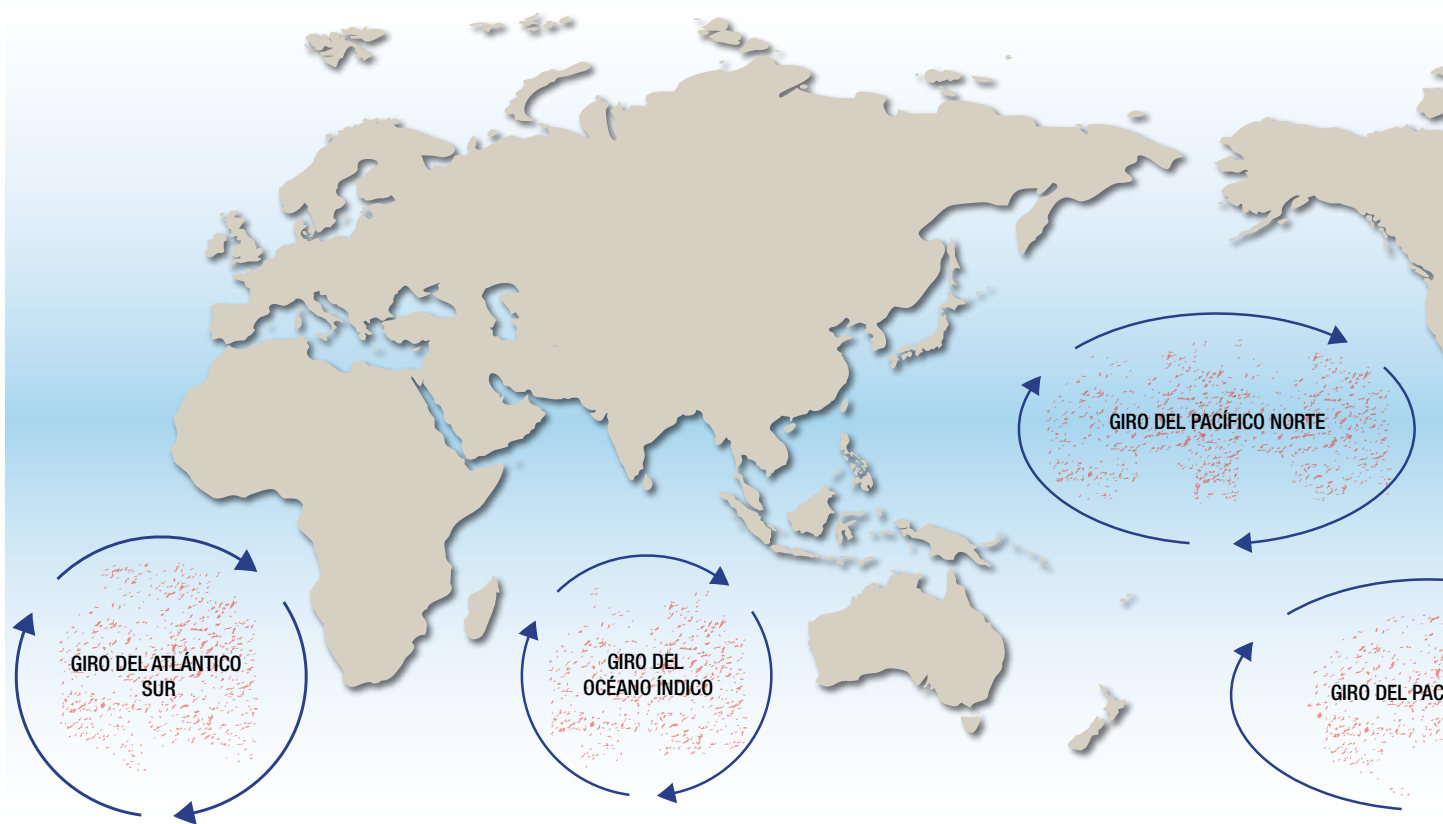 GIRO DEL PACÍFICO NORTE
GIRO DEL ATLÁNTICO
SUR
GIRO DEL
OCÉANO ÍNDICO
GIRO DEL PAC